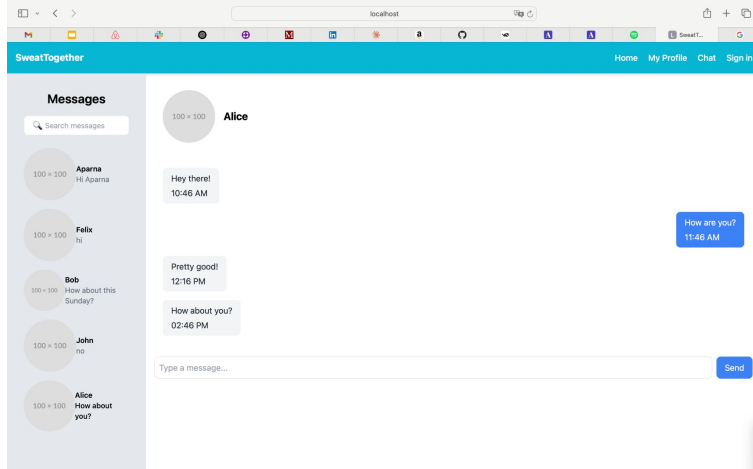 localhost
SweatT...
SweatTogether
Home My Profile Chat Sign in
Messages
Search messages
100 × 100
Aparna
Hi Aparna
100 × 100
Felix
hi
100 × 100
Bob
How about this
Sunday?
100 × 100
John
no
100 × 100
Alice
How about
you?
100 × 100
Alice
Hey there!
10:46 AM
How are you?
11:46 AM
Pretty good!
12:16 PM
How about you?
02:46 PM
Type a message...
Send